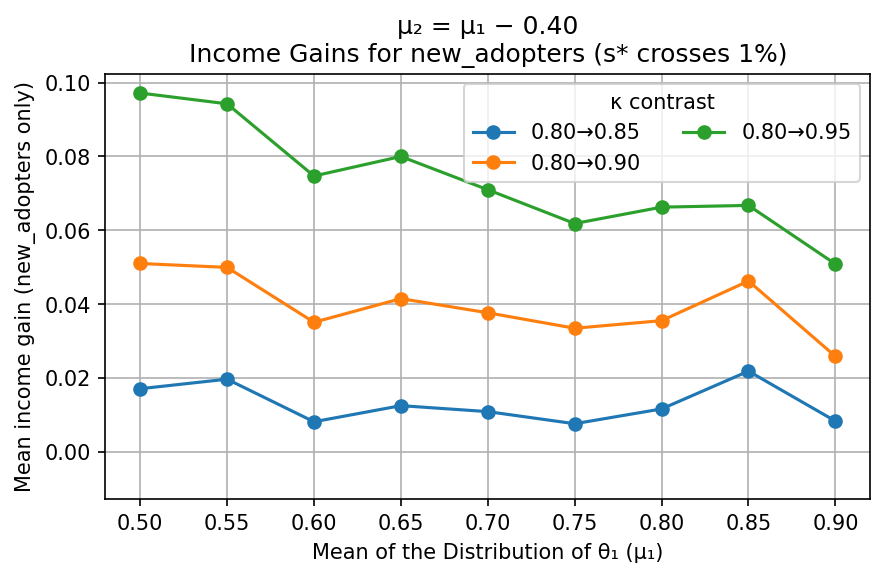 μ₂ = μ₁ − 0.40
Income Gains for new_adopters (s* crosses 1%)
κ contrast
0.80→0.85
0.80→0.90
0.80→0.95
Mean income gain (new_adopters only)
0.10
0.08
0.06
0.04
0.02
0.00
0.50 0.55 0.60 0.65 0.70 0.75 0.80 0.85 0.90
Mean of the Distribution of θ₁ (μ₁)